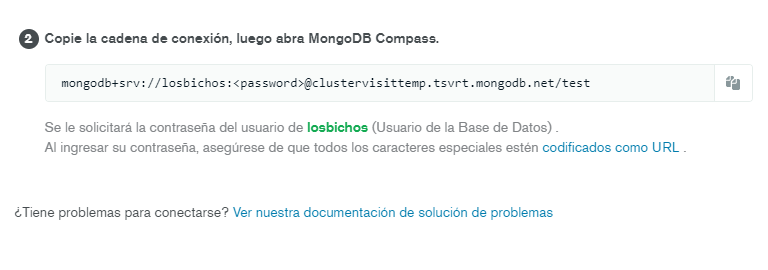 2 Copie la cadena de conexión, luego abra MongoDB Compass.
mongodb+srv://losbichos:<password>@clustervisittemp.tsvrt.mongodb.net/test
Se le solicitará la contraseña del usuario de losbichos (Usuario de la Base de Datos) .
Al ingresar su contraseña, asegúrese de que todos los caracteres especiales estén codificados como URL .
¿Tiene problemas para conectarse? Ver nuestra documentación de solución de problemas